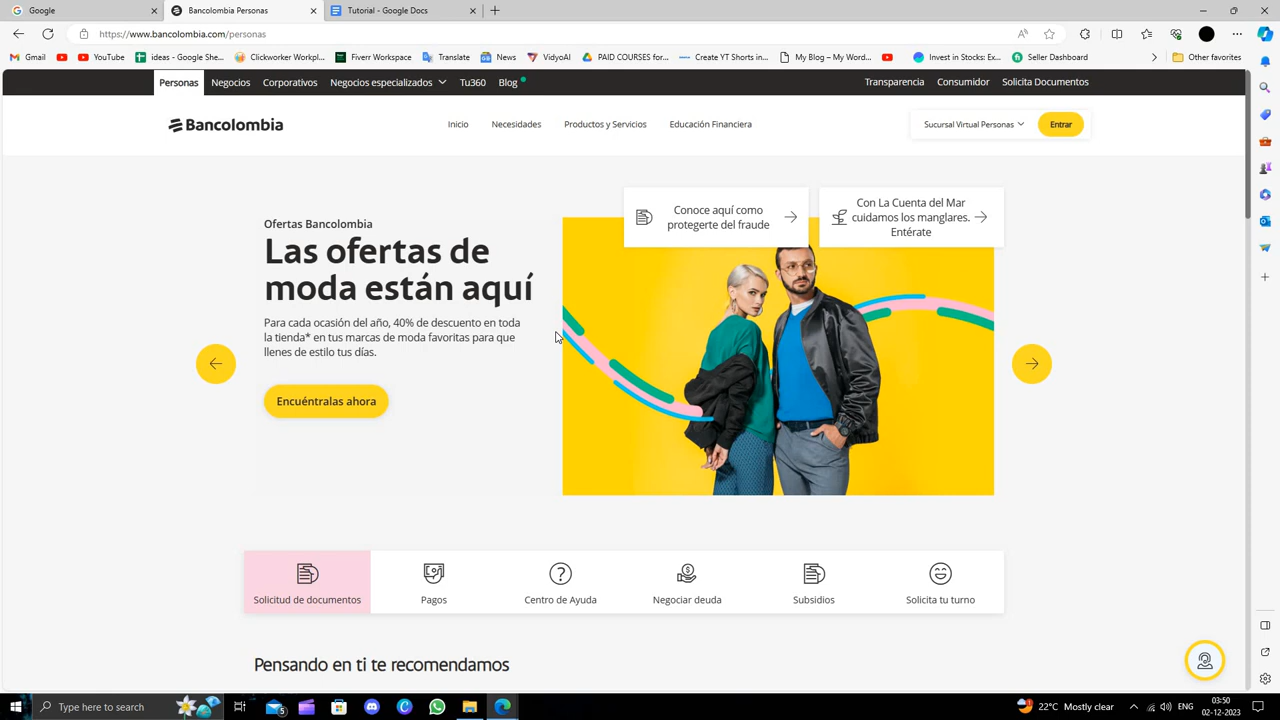 Google
Bancolombia Personas
Tutorial - Google Docs
https://www.bancolombia.com/personas
Gmail
YouTube
ideas - Google She...
Clickworker Workpl...
Fiverr Workspace
Translate
News
VidyoAI
PAID COURSES for...
Create YT Shorts in...
My Blog – My Word...
Invest in Stocks: Ex...
Seller Dashboard
Other favorites
Personas
Negocios
Corporativos
Negocios especializados
Tu360
Blog
Transparencia
Consumidor
Solicita Documentos
Bancolombia
Inicio
Necesidades
Productos y Servicios
Educación Financiera
Sucursal Virtual Personas
Entrar
Conoce aquí como
protegerte del fraude
Con La Cuenta del Mar
cuidamos los manglares.
Entérate
Ofertas Bancolombia
Las ofertas de
moda están aquí
Para cada ocasión del año, 40% de descuento en toda
la tienda* en tus marcas de moda favoritas para que
llenes de estilo tus días.
Encuéntralas ahora
Solicitud de documentos
Pagos
Centro de Ayuda
Negociar deuda
Subsidios
Solicita tu turno
Pensando en ti te recomendamos
Type here to search
22°C Mostly clear
ENG
03:50
02-12-2023